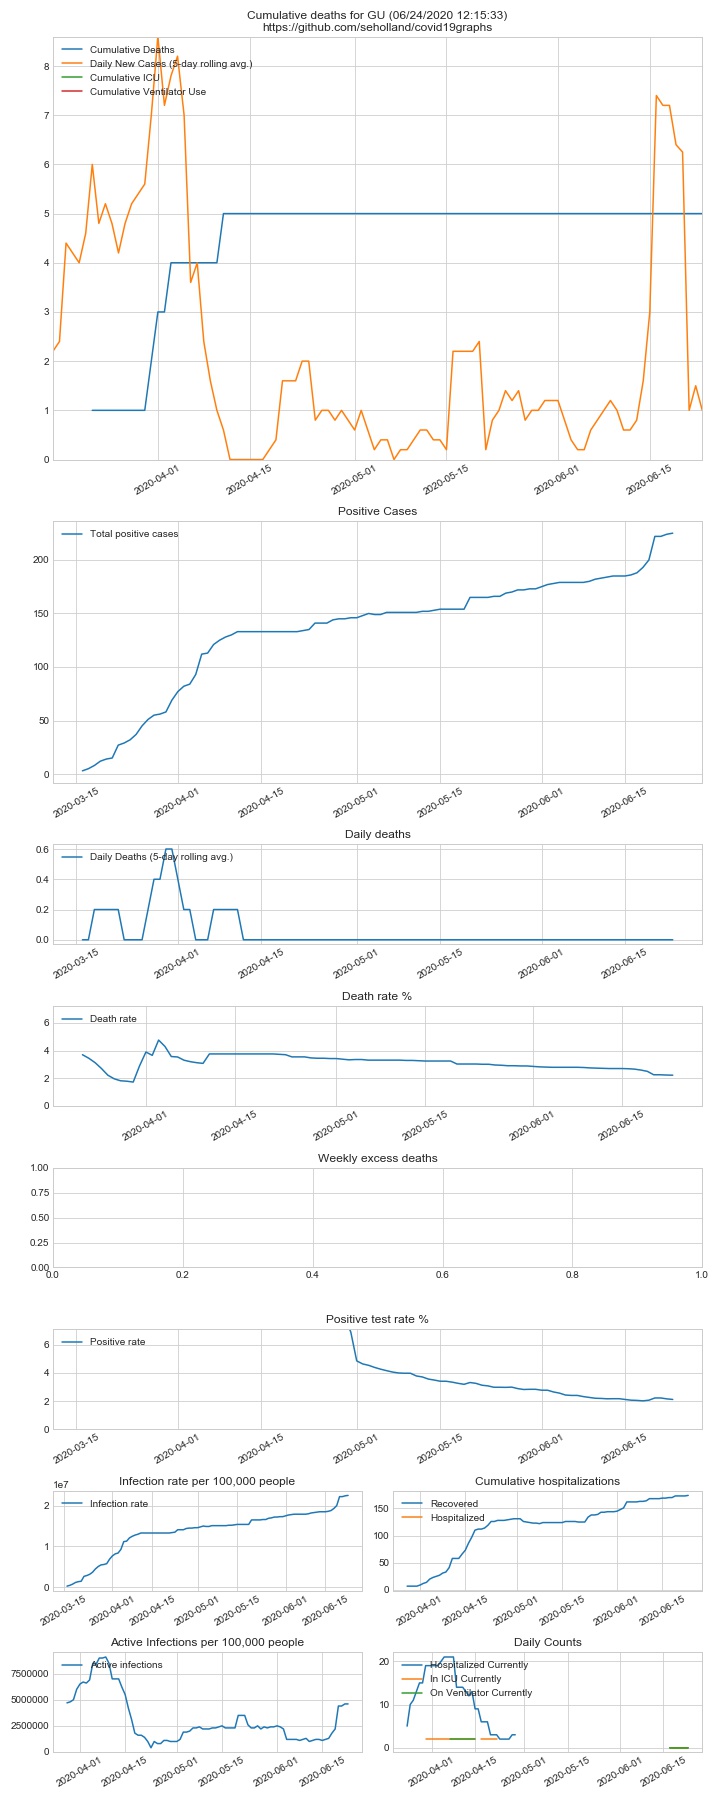 Cumulative deaths for GU (06/24/2020 12:15:33)
https://github.com/seholland/covid19graphs
Cumulative Deaths
Daily New Cases (5-day rolling avg.)
Cumulative ICU
Cumulative Ventilator Use
8
7
6
5
4
3
2
1
0
2020-04-01 2020-04-15 2020-05-01 2020-05-15 2020-06-01 2020-06-15
Positive Cases
Total positive cases
200
150
100
50
0
2020-03-15 2020-04-01 2020-04-15 2020-05-01 2020-05-15 2020-06-01 2020-06-15
Daily deaths
Daily Deaths (5-day rolling avg.)
0.6
0.4
0.2
0.0
2020-03-15 2020-04-01 2020-04-15 2020-05-01 2020-05-15 2020-06-01 2020-06-15
Death rate %
Death rate
6
4
2
0
2020-04-01 2020-04-15 2020-05-01 2020-05-15 2020-06-01 2020-06-15
Weekly excess deaths
1.00
0.75
0.50
0.25
0.00
0.0 0.2 0.4 0.6 0.8 1.0
Positive test rate %
Positive rate
6
4
2
0
2020-03-15 2020-04-01 2020-04-15 2020-05-01 2020-05-15 2020-06-01 2020-06-15
Infection rate per 100,000 people
1e7
Infection rate
2
1
0
2020-03-15 2020-04-01 2020-04-15 2020-05-01 2020-05-15 2020-06-01 2020-06-15
Cumulative hospitalizations
Recovered
Hospitalized
150
100
50
0
2020-04-01 2020-04-15 2020-05-01 2020-05-15 2020-06-01 2020-06-15
Active Infections per 100,000 people
Active infections
7500000
5000000
2500000
0
2020-04-01 2020-04-15 2020-05-01 2020-05-15 2020-06-01 2020-06-15
Daily Counts
Hospitalized Currently
In ICU Currently
On Ventilator Currently
20
10
0
2020-04-01 2020-04-15 2020-05-01 2020-05-15 2020-06-01 2020-06-15